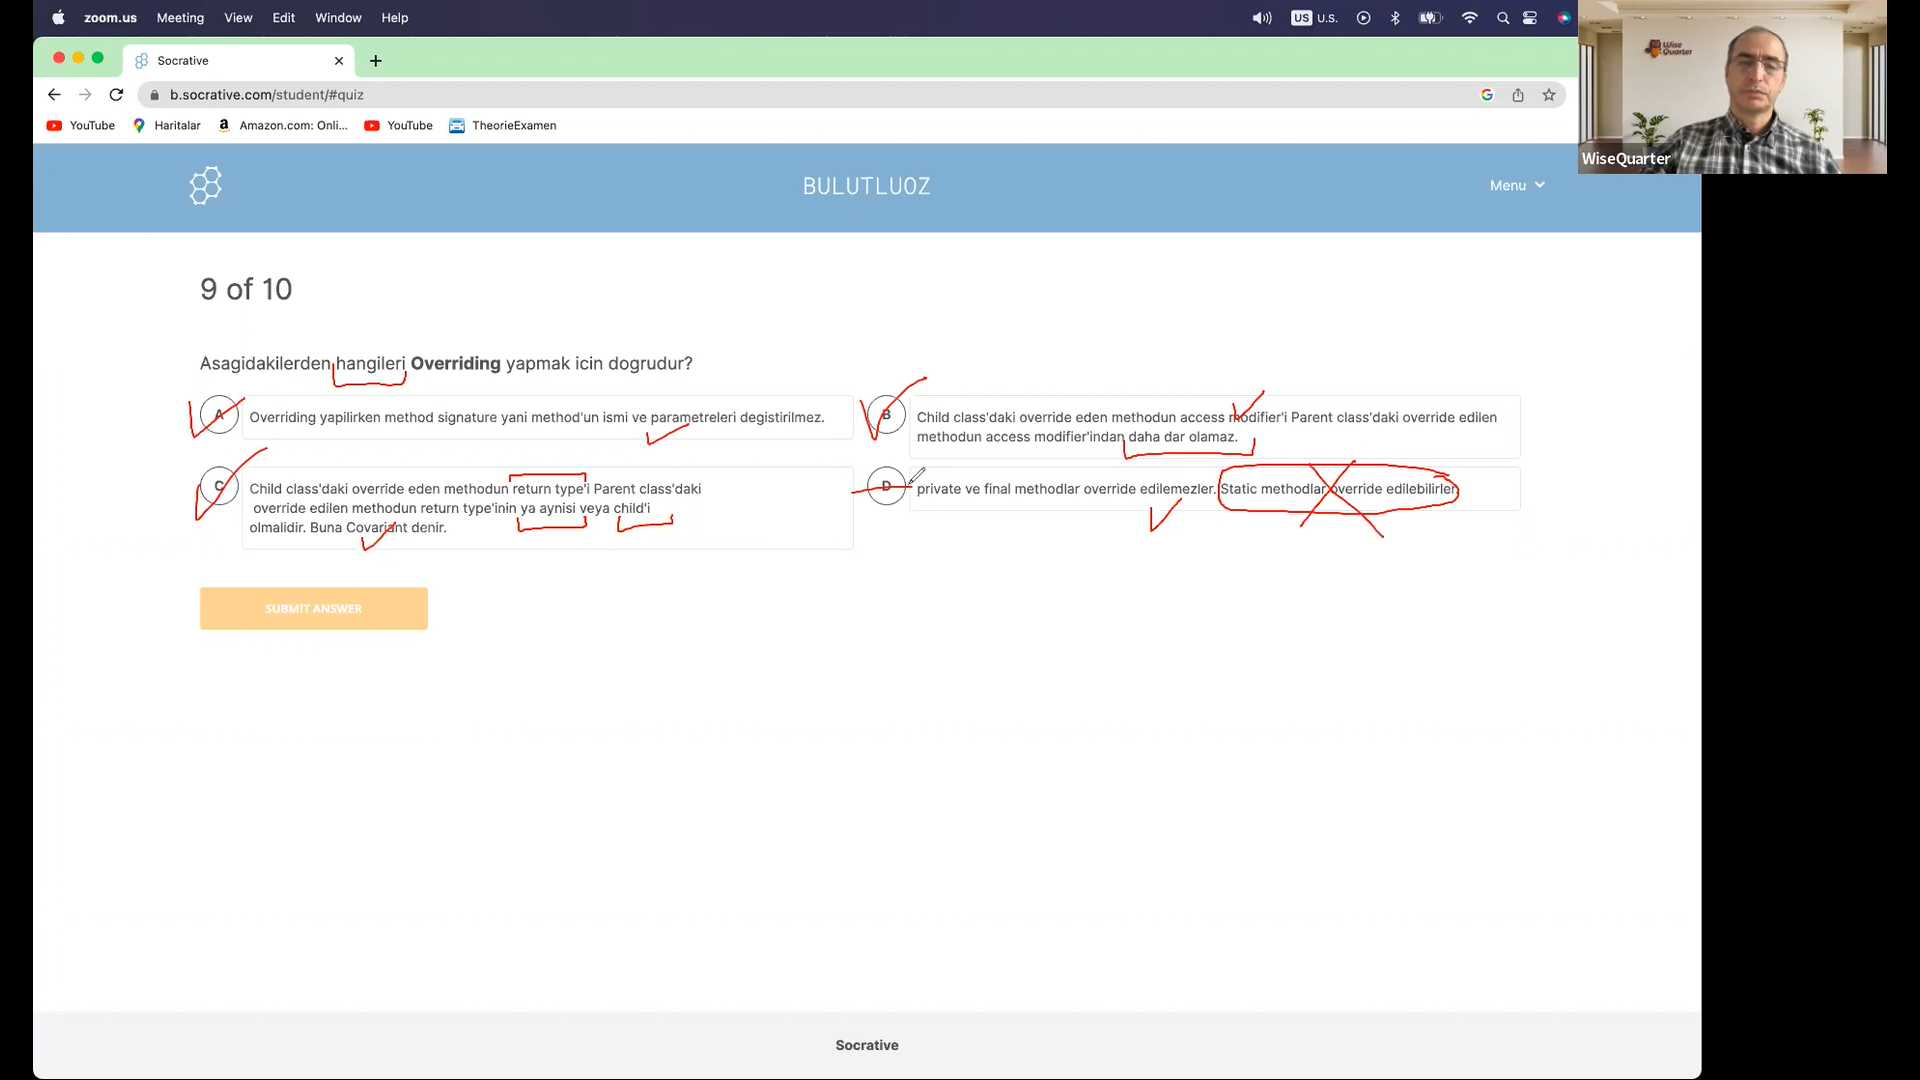 zoom.us Meeting View Edit Window Help US U.S.
Socrative
b.socrative.com/student/#quiz
YouTube Haritalar Amazon.com: Onli... YouTube TheorieExamen
Wise Quarter
WiseQuarter
BULUTLUOZ
Menu
9 of 10
Asagidakilerden hangileri Overriding yapmak icin dogrudur?
A Overriding yapilirken method signature yani method'un ismi ve parametreleri degistirilmez.
B Child class'daki override eden methodun access modifier'i Parent class'daki override edilen
methodun access modifier'indan daha dar olamaz.
C Child class'daki override eden methodun return type'i Parent class'daki
override edilen methodun return type'inin ya aynisi veya child'i
olmalidir. Buna Covariant denir.
D private ve final methodlar override edilemezler. Static methodlar override edilebilirler.
SUBMIT ANSWER
Socrative